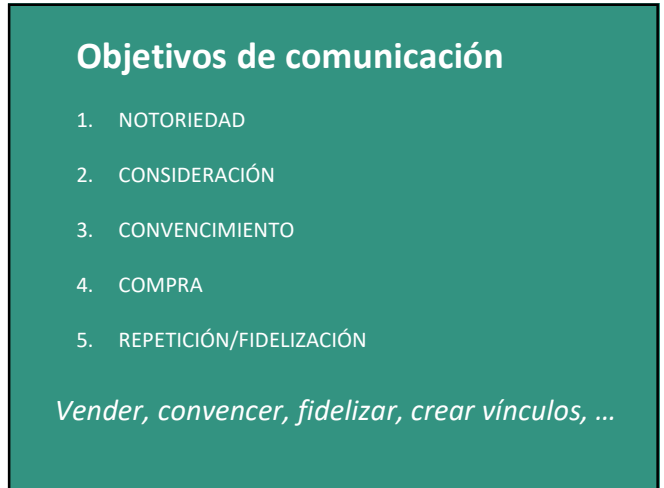 Objetivos de comunicación
1. NOTORIEDAD
2. CONSIDERACIÓN
3. CONVENCIMIENTO
4. COMPRA
5. REPETICIÓN/FIDELIZACIÓN
Vender, convencer, fidelizar, crear vínculos, …